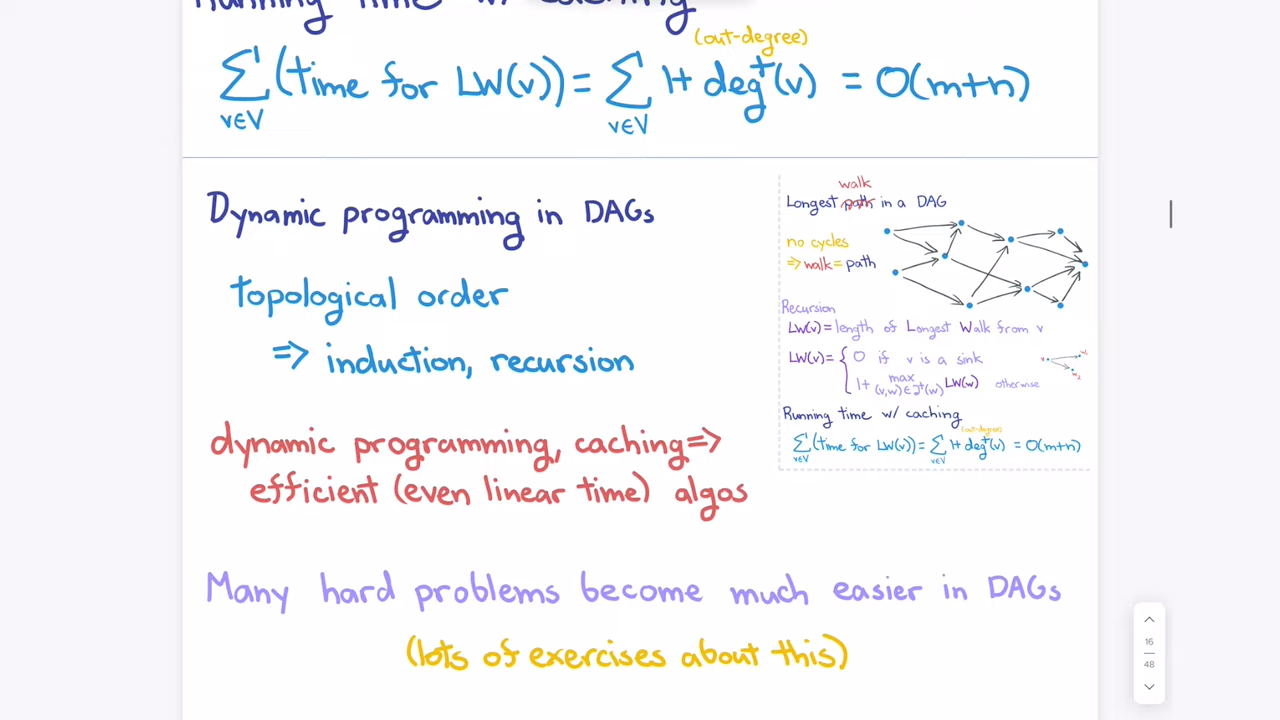 Running Time w/ caching
(out-degree)
∑ (time for LW(v)) = ∑ 1+ deg⁺(v) = O(m+n)
v∈V v∈V
Dynamic programming in DAGs
topological order
=> induction, recursion
dynamic programming, caching=>
efficient (even linear time) algos
Many hard problems become much easier in DAGs
(lots of exercises about this)
walk
Longest path in a DAG
no cycles
=> walk = path
Recursion
LW(v)= length of Longest Walk from v
LW(v)= { 0 if v is a sink
1+ max LW(w) otherwise
(v,w)∈∂⁺(w)
Running time w/ caching
(out-degree)
∑ (time for LW(v)) = ∑ 1+ deg⁺(v) = O(m+n)
v∈V v∈V
16
48